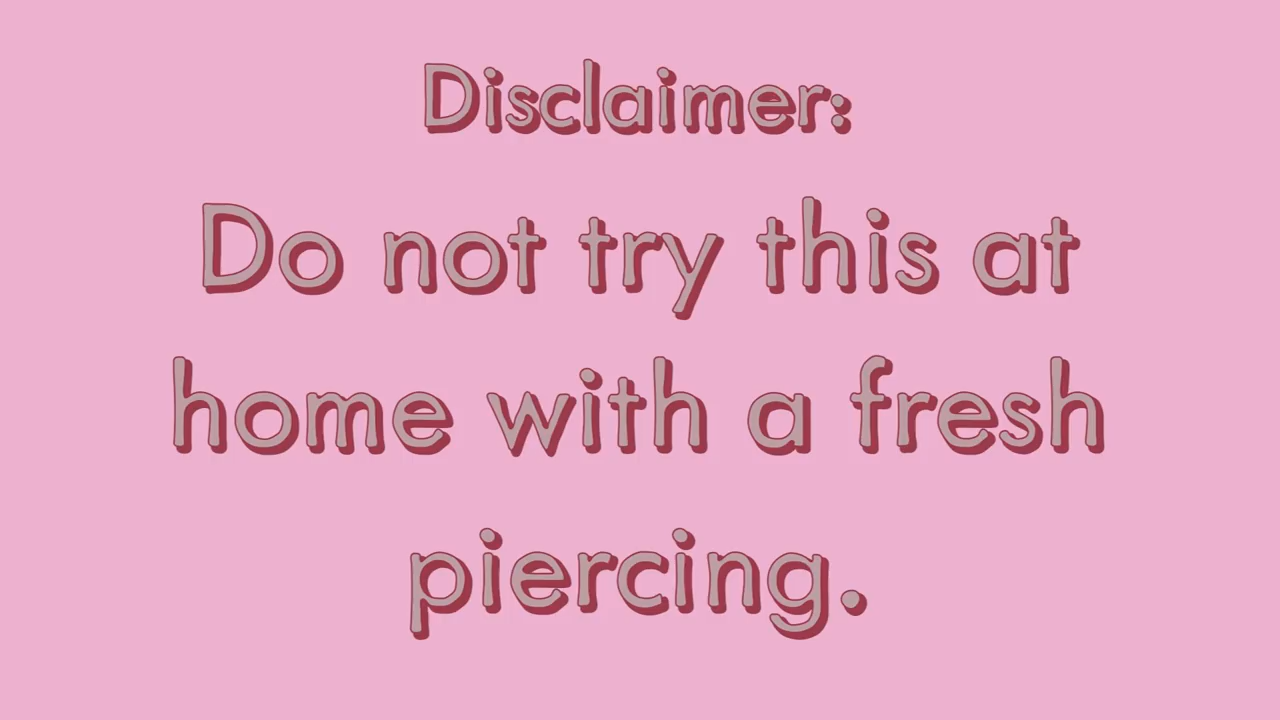 Disclaimer:
Do not try this at
home with a fresh
piercing.